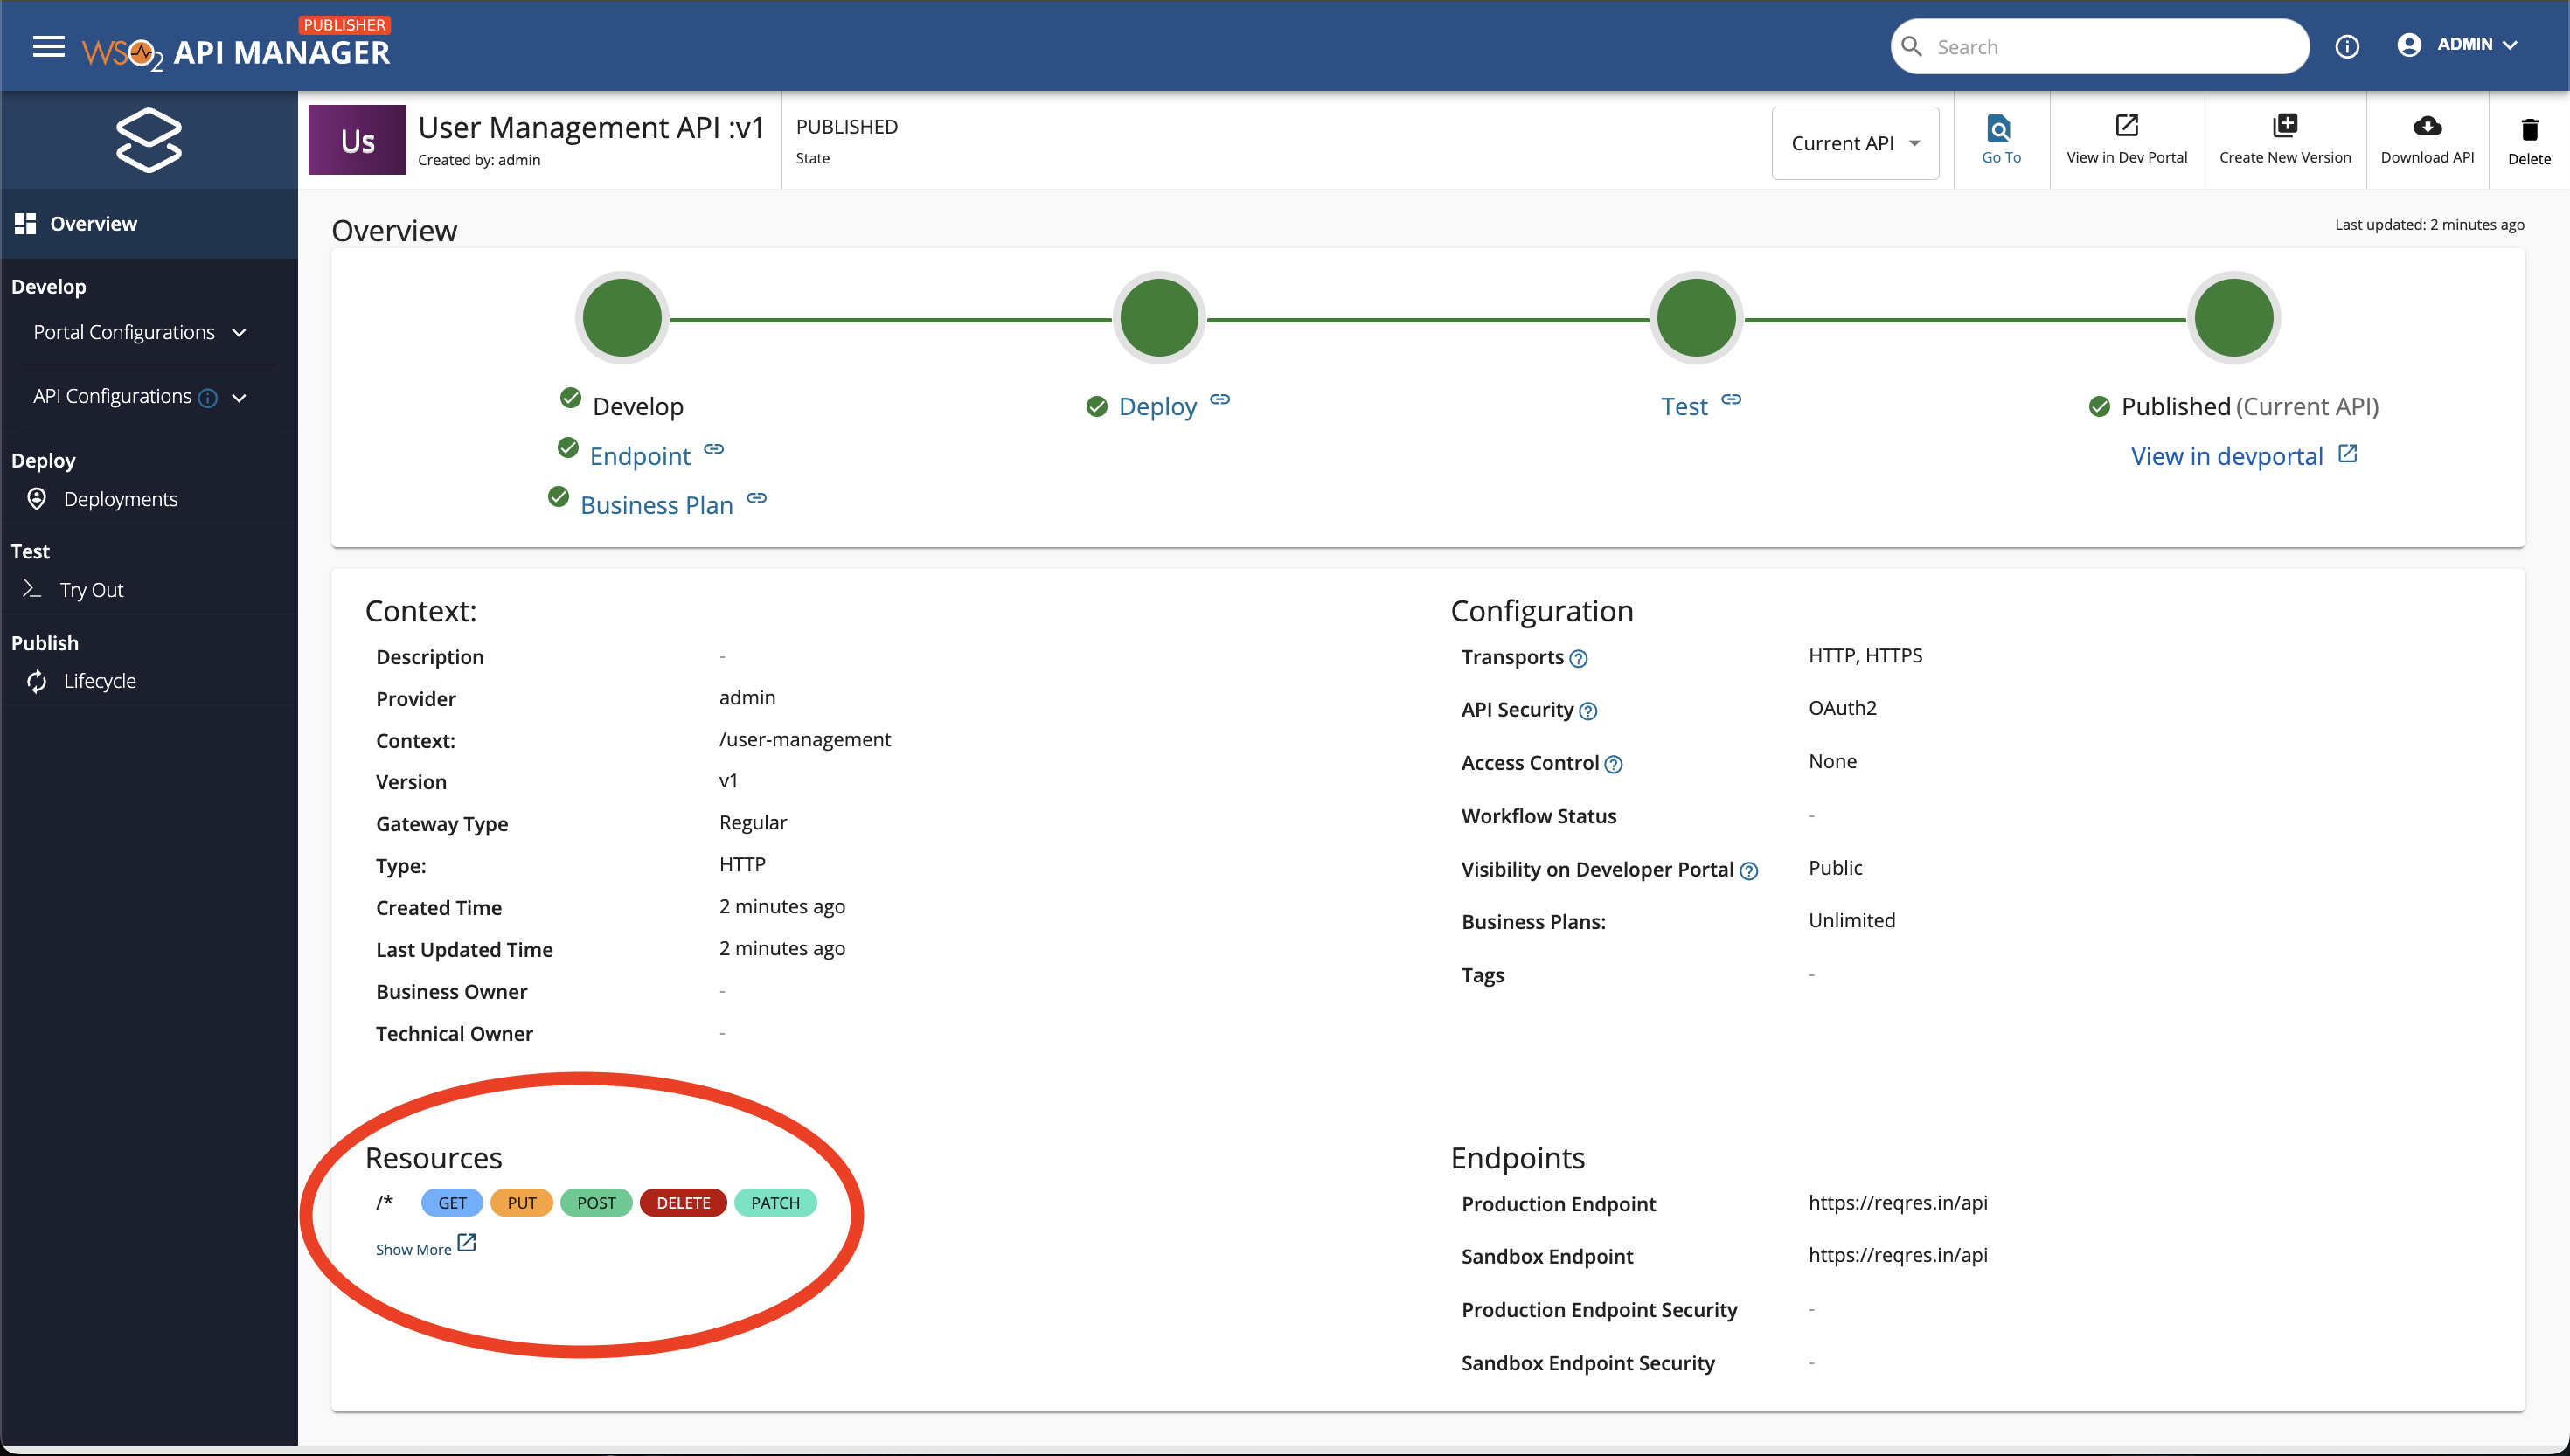 PUBLISHER
WSO2 API MANAGER
Search
ADMIN
Us
User Management API :v1
Created by: admin
PUBLISHED
State
Current API
Go To
View in Dev Portal
Create New Version
Download API
Delete
Overview
Develop
Portal Configurations
API Configurations
Deploy
Deployments
Test
Try Out
Publish
Lifecycle
Overview
Last updated: 2 minutes ago
Develop
Endpoint
Business Plan
Deploy
Test
Published (Current API)
View in devportal
Context:
Description -
Provider admin
Context: /user-management
Version v1
Gateway Type Regular
Type: HTTP
Created Time 2 minutes ago
Last Updated Time 2 minutes ago
Business Owner -
Technical Owner -
Configuration
Transports HTTP, HTTPS
API Security OAuth2
Access Control None
Workflow Status -
Visibility on Developer Portal Public
Business Plans: Unlimited
Tags -
Resources
/* GET PUT POST DELETE PATCH
Show More
Endpoints
Production Endpoint https://reqres.in/api
Sandbox Endpoint https://reqres.in/api
Production Endpoint Security -
Sandbox Endpoint Security -